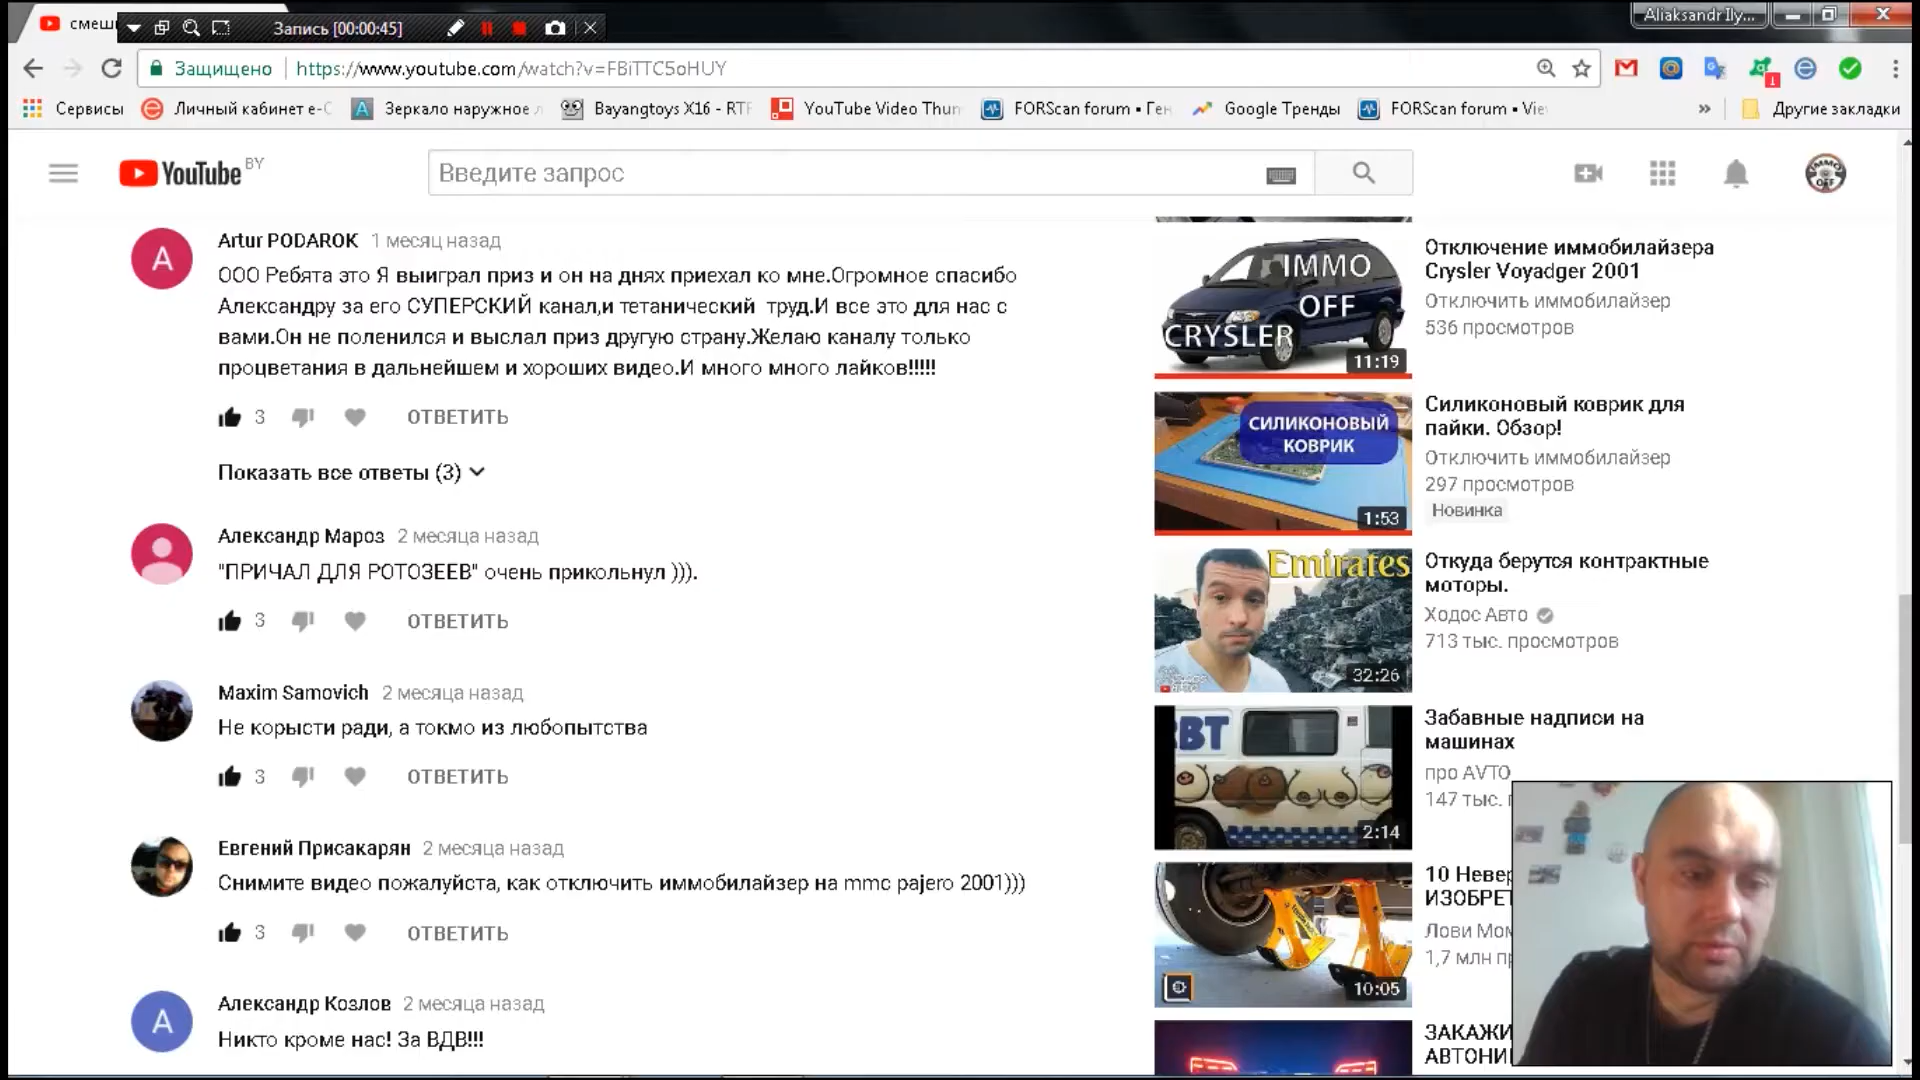 смеш
Запись [00:00:45]
Aliaksandr Ily...
Защищено
https://www.youtube.com/watch?v=FBiTTC5oHUY
Сервисы
Личный кабинет e-
Зеркало наружное
Bayangtoys X16 - RTF
YouTube Video Thum
FORScan forum • Ген
Google Тренды
FORScan forum • Vie
»
Другие закладки
YouTube BY
Введите запрос
IMMO OFF
Artur PODAROK 1 месяц назад
ООО Ребята это Я выиграл приз и он на днях приехал ко мне.Огромное спасибо
Александру за его СУПЕРСКИЙ канал,и тетанический труд.И все это для нас с
вами.Он не поленился и выслал приз другую страну.Желаю каналу только
процветания в дальнейшем и хороших видео.И много много лайков!!!!!
3 ОТВЕТИТЬ
Показать все ответы (3)
Александр Мароз 2 месяца назад
"ПРИЧАЛ ДЛЯ РОТОЗЕЕВ" очень прикольнул ))).
3 ОТВЕТИТЬ
Maxim Samovich 2 месяца назад
Не корысти ради, а токмо из любопытства
3 ОТВЕТИТЬ
Евгений Присакарян 2 месяца назад
Снимите видео пожалуйста, как отключить иммобилайзер на mmc pajero 2001)))
3 ОТВЕТИТЬ
Александр Козлов 2 месяца назад
Никто кроме нас! За ВДВ!!!
IMMO
OFF
CRYSLER
11:19
Отключение иммобилайзера
Crysler Voyadger 2001
Отключить иммобилайзер
536 просмотров
СИЛИКОНОВЫЙ
КОВРИК
1:53
Силиконовый коврик для
пайки. Обзор!
Отключить иммобилайзер
297 просмотров
Новинка
Emirates
32:26
Откуда берутся контрактные
моторы.
Ходос Авто
713 тыс. просмотров
RBT
2:14
Забавные надписи на
машинах
про AVTO
147 тыс.
10:05
10 Невер
ИЗОБРЕТ
Лови Мом
1,7 млн п
ЗАКАЖИ
АВТОНИ